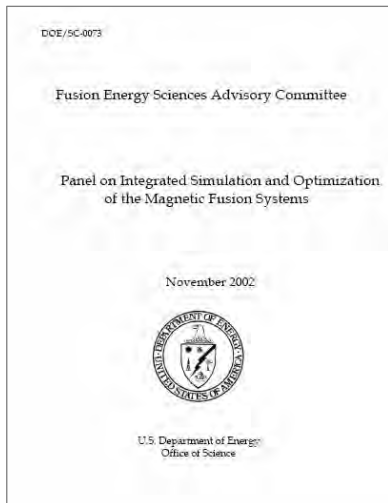 DOE/SC-0073
Fusion Energy Sciences Advisory Committee
Panel on Integrated Simulation and Optimization
of the Magnetic Fusion Systems
November 2002
DEPARTMENT OF ENERGY
UNITED STATES OF AMERICA
U.S. Department of Energy
Office of Science